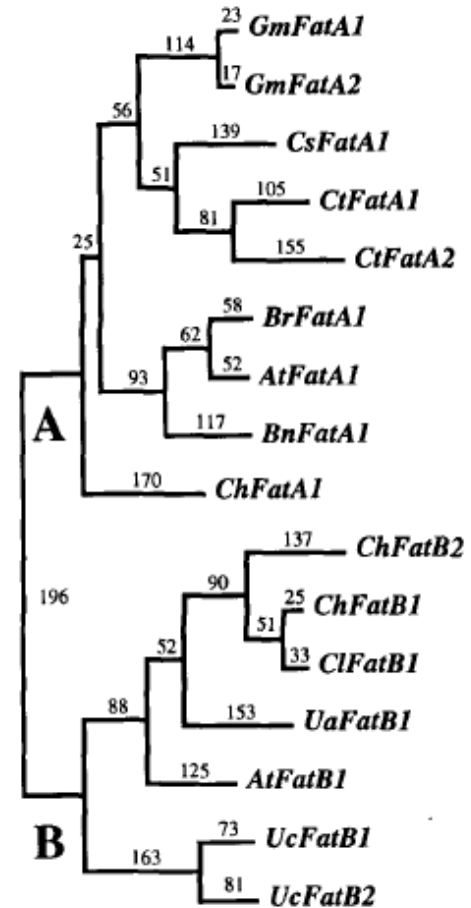 23
GmFatA1
114
17
GmFatA2
56
139
CsFatA1
51
105
CtFatA1
81
155
CtFatA2
25
58
BrFatA1
62
52
AtFatA1
93
117
BnFatA1
A
170
ChFatA1
137
ChFatB2
196
90
25
ChFatB1
51
33
ClFatB1
52
153
UaFatB1
88
125
AtFatB1
B
73
UcFatB1
163
81
UcFatB2